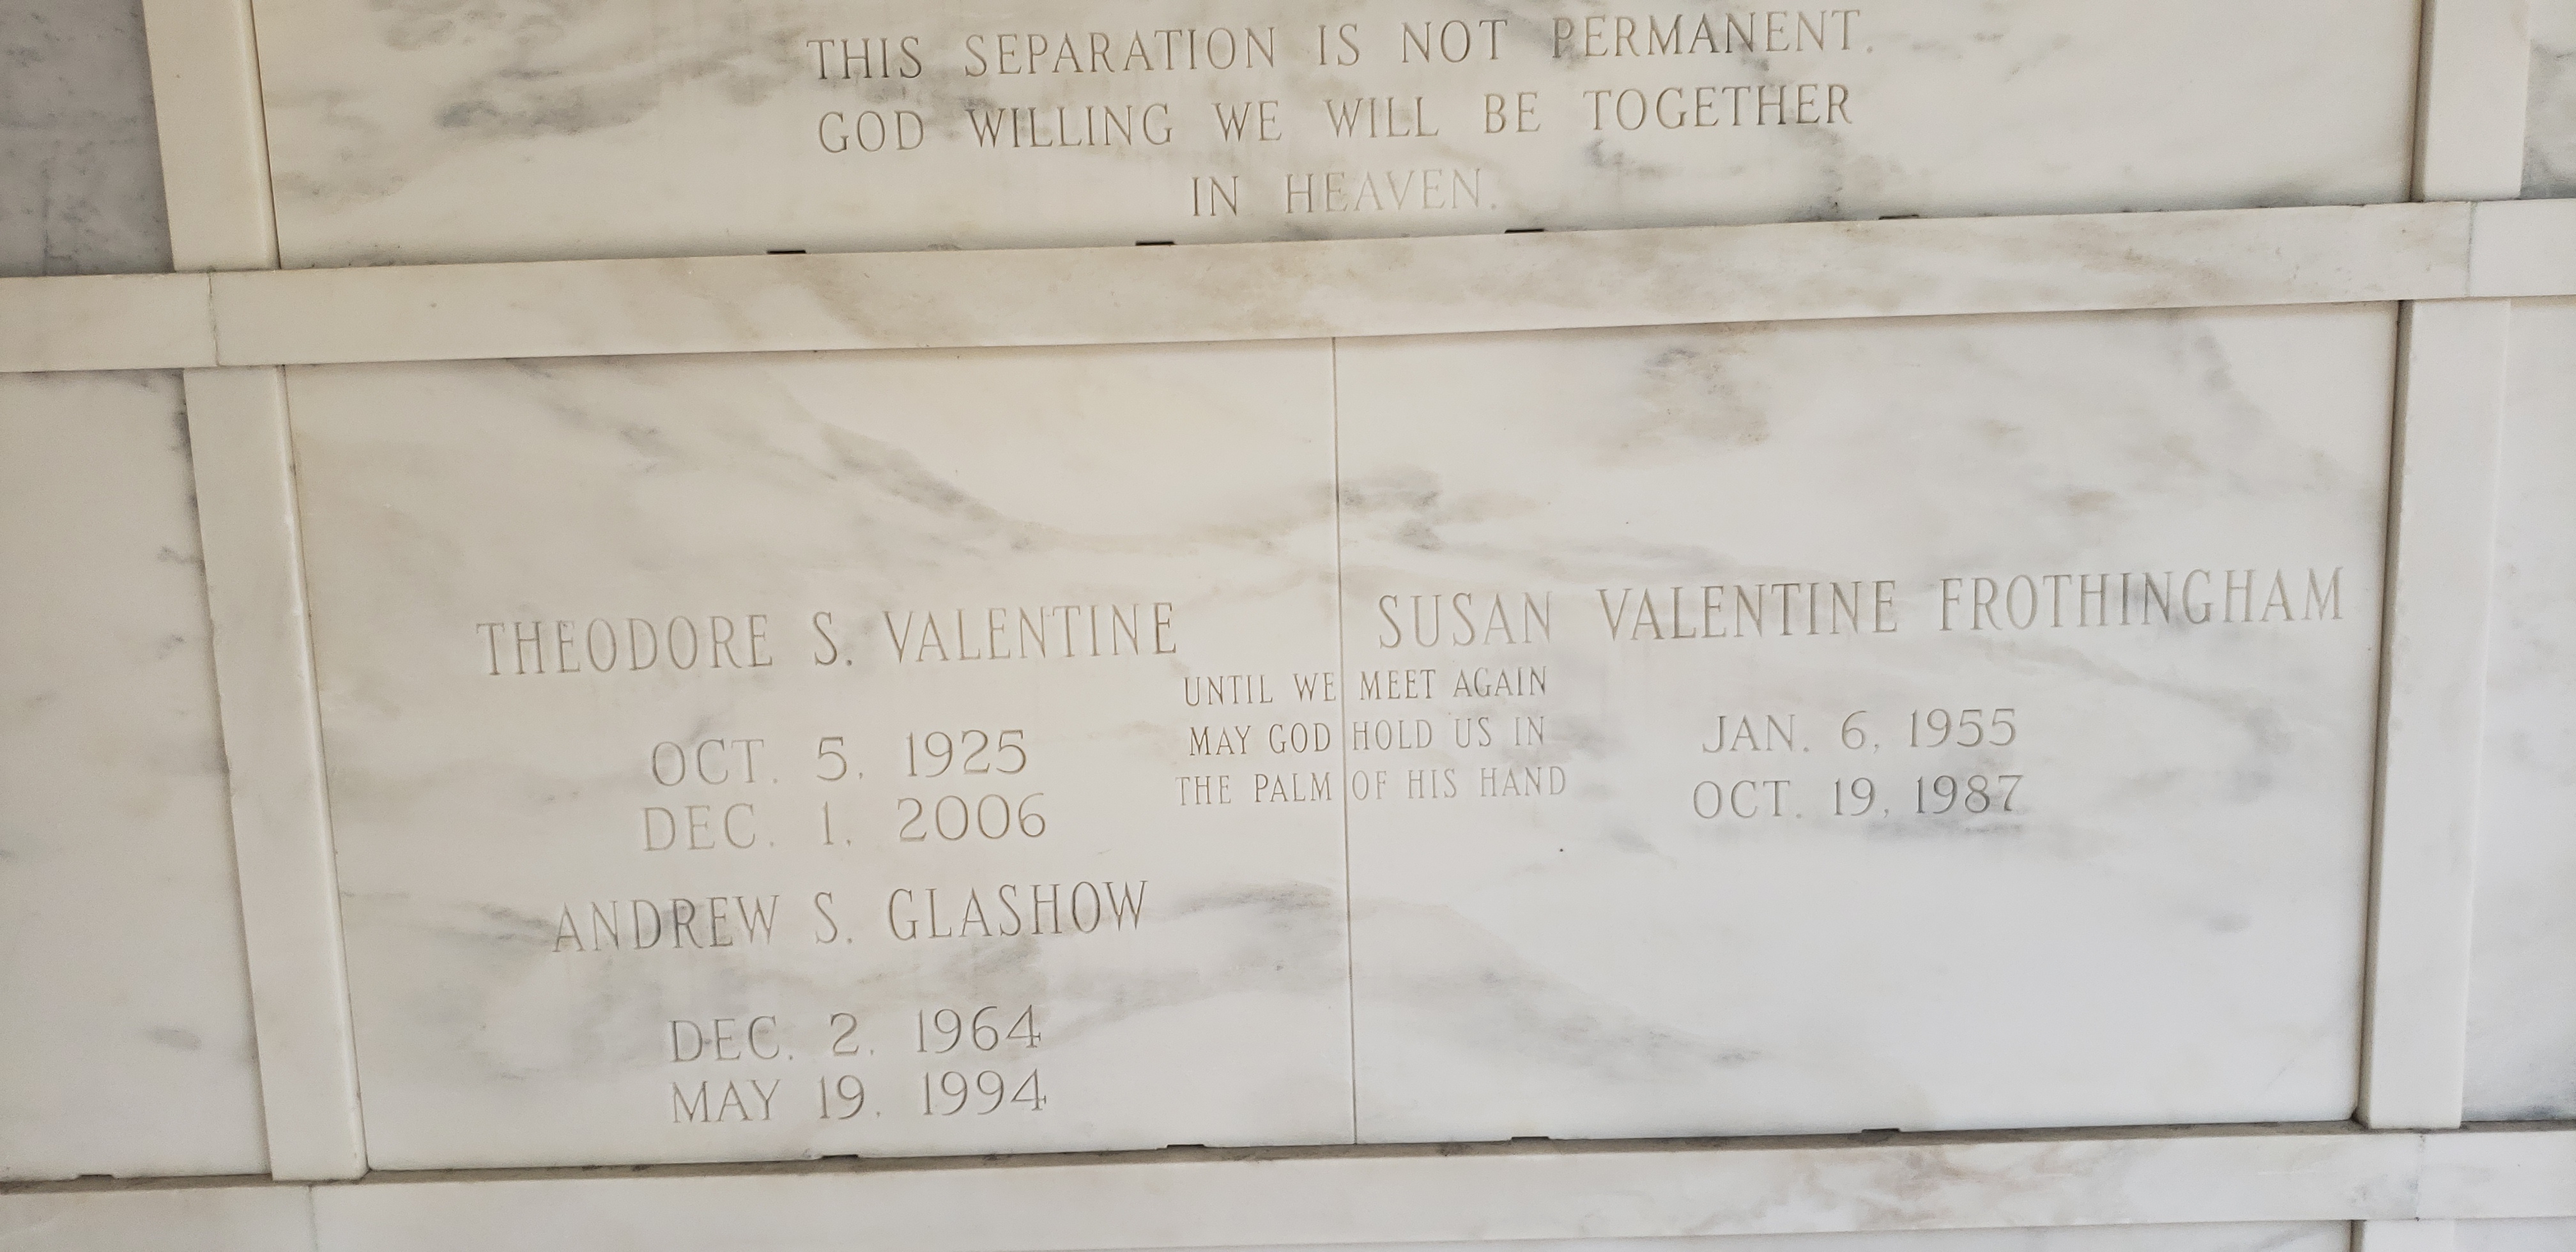 THIS SEPARATION IS NOT PERMANENT.
GOD WILLING WE WILL BE TOGETHER
IN HEAVEN.
THEODORE S. VALENTINE
OCT. 5, 1925
DEC. 1, 2006
ANDREW S. GLASHOW
DEC. 2, 1964
MAY 19, 1994
UNTIL WE MEET AGAIN
MAY GOD HOLD US IN
THE PALM OF HIS HAND
SUSAN VALENTINE FROTHINGHAM
JAN. 6, 1955
OCT. 19, 1987